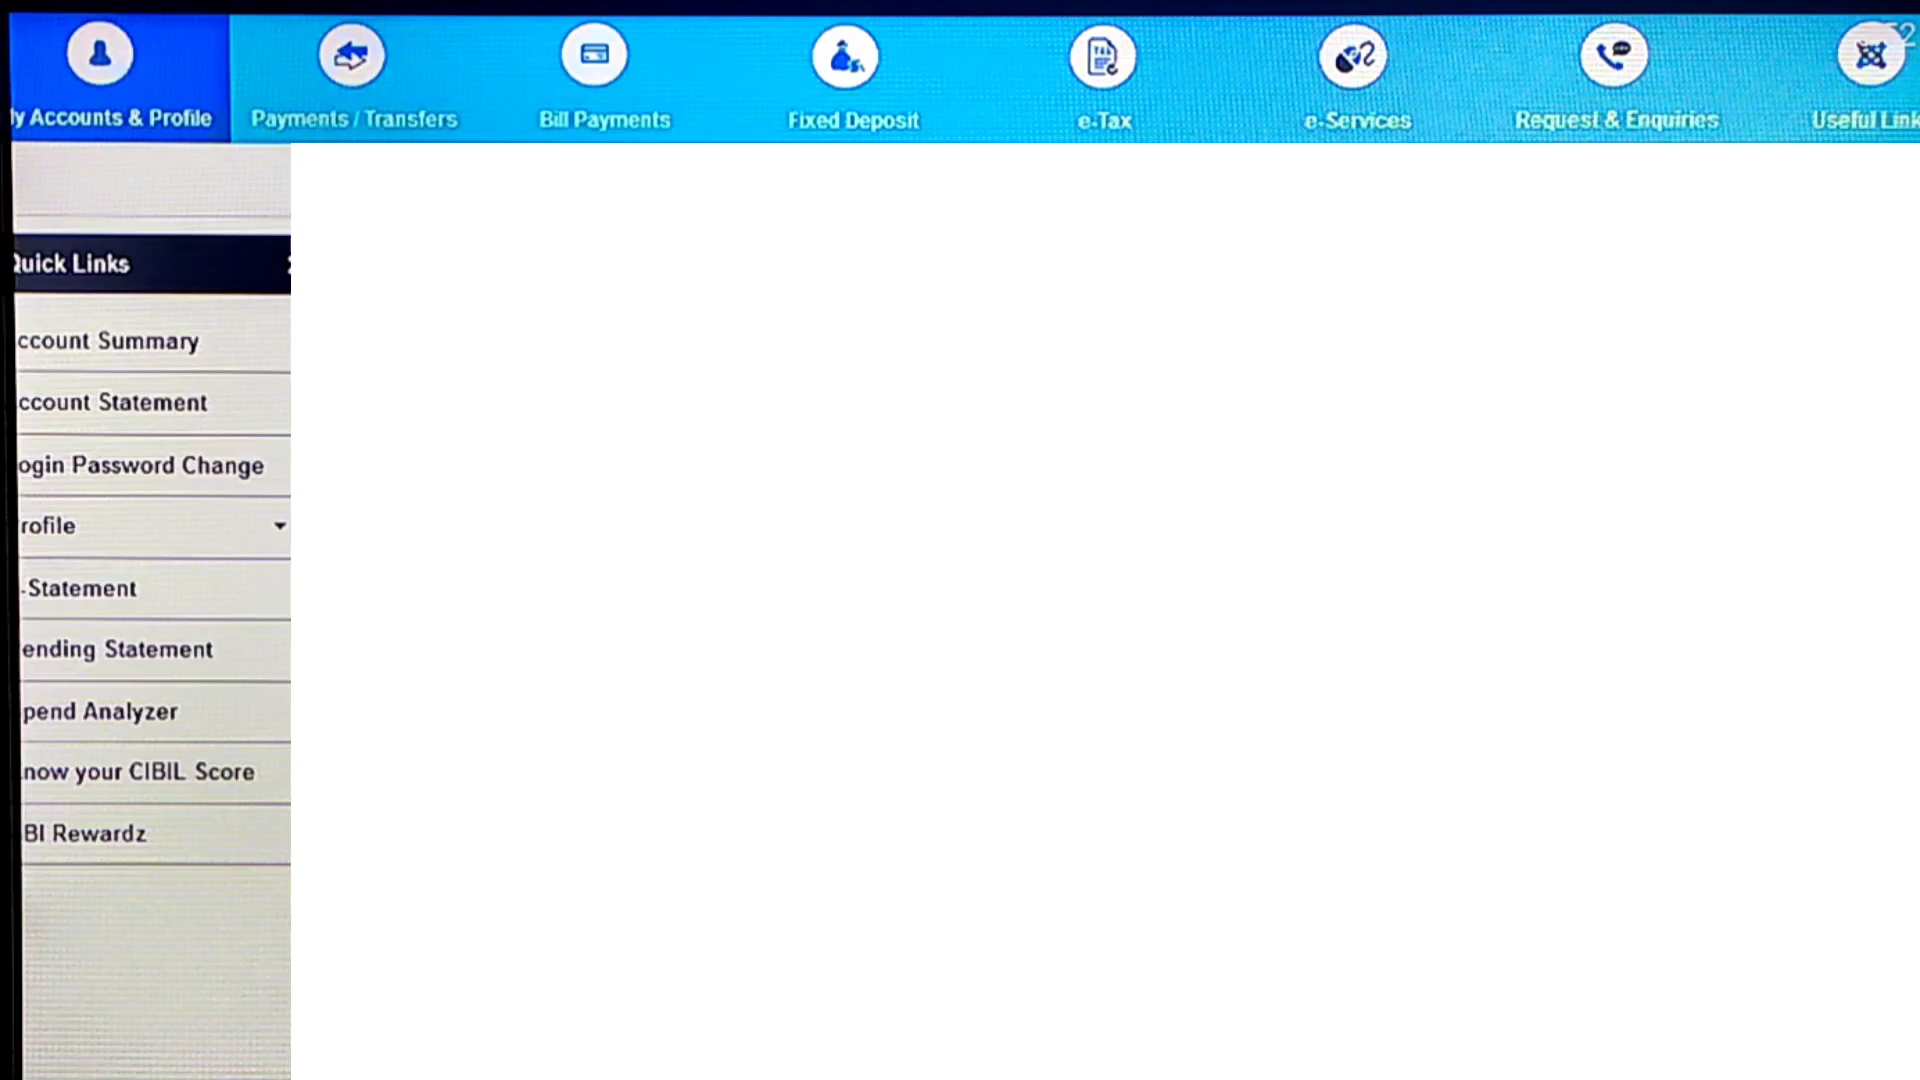 y Accounts & Profile
Payments / Transfers
Bill Payments
Fixed Deposit
e-Tax
e-Services
Request & Enquiries
Useful Link
Quick Links
ccount Summary
ccount Statement
ogin Password Change
rofile
-Statement
ending Statement
pend Analyzer
now your CIBIL Score
BI Rewardz